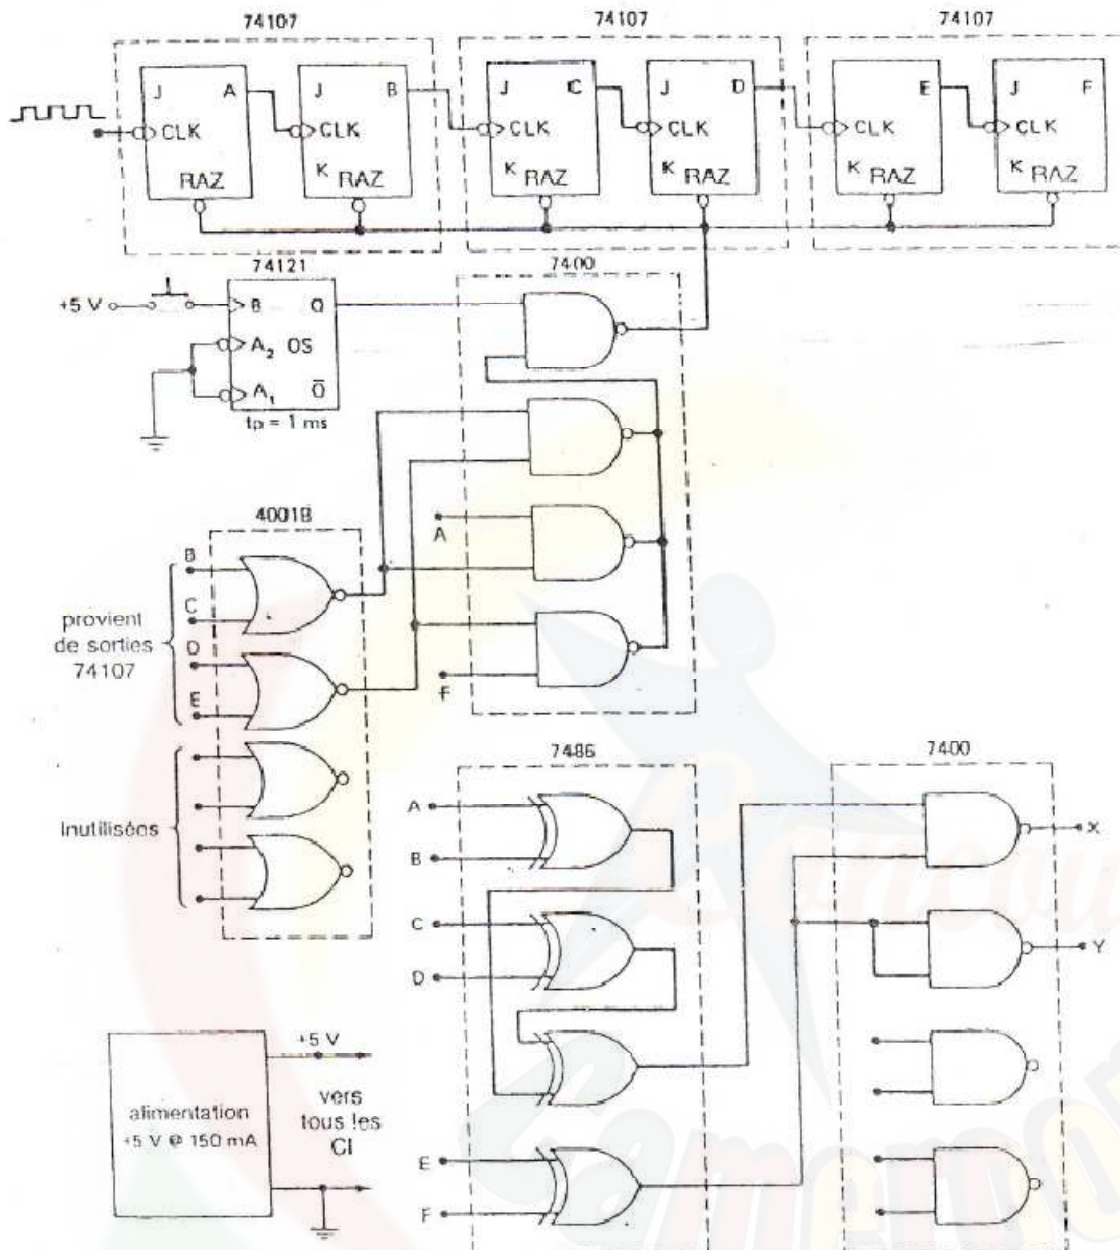 74107
74107
74107
J A
J B
J C
J D
E
J F
CLK
CLK
CLK
CLK
CLK
CLK
RAZ
K RAZ
K RAZ
K RAZ
K RAZ
K RAZ
74121
7400
+5 V
B Q
A2 OS
A1 Q̄
tp = 1 ms
4001B
A
B
C
D
E
provient
de sorties
74107
F
Inutilisées
7486
7400
A
B
C
D
E
F
X
Y
alimentation
+5 V @ 150 mA
+5 V
vers
tous les
CI